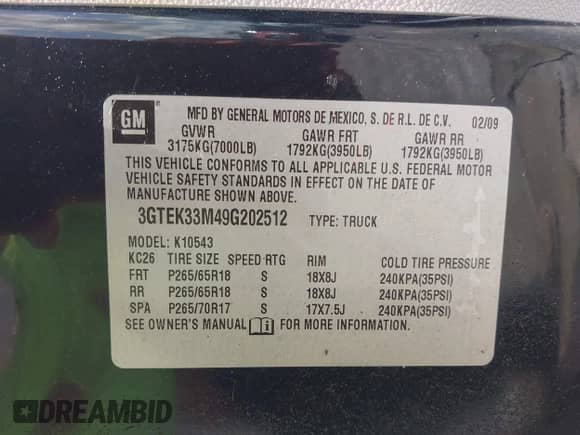 GM ®
MFD BY GENERAL MOTORS DE MEXICO, S. DE R.L. DE C.V. 02/09
GVWR GAWR FRT GAWR RR
3175KG(7000LB) 1792KG(3950LB) 1792KG(3950LB)
THIS VEHICLE CONFORMS TO ALL APPLICABLE U.S. FEDERAL MOTOR
VEHICLE SAFETY STANDARDS IN EFFECT ON THE DATE OF
MANUFACTURE SHOWN ABOVE.
3GTEK33M49G202512 TYPE: TRUCK
MODEL: K10543
KC26 TIRE SIZE SPEED RTG RIM COLD TIRE PRESSURE
FRT P265/65R18 S 18X8J 240KPA(35PSI)
RR P265/65R18 S 18X8J 240KPA(35PSI)
SPA P265/70R17 S 17X7.5J 240KPA(35PSI)
SEE OWNER'S MANUAL FOR MORE INFORMATION.
DREAMBID